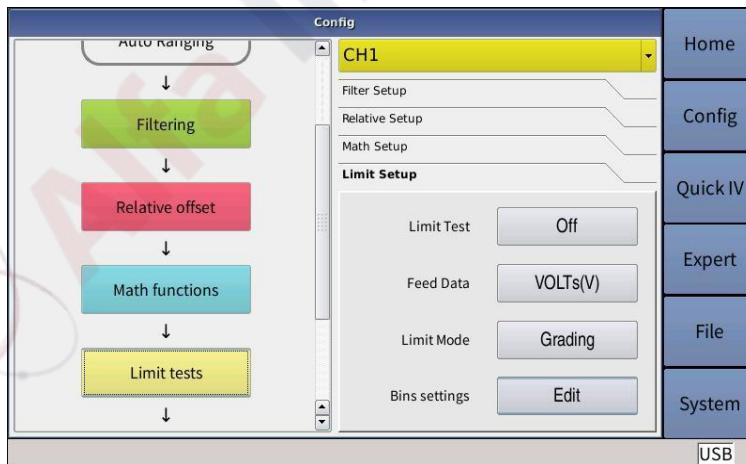 Config
Auto Ranging
Filtering
Relative offset
Math functions
Limit tests
CH1
Filter Setup
Relative Setup
Math Setup
Limit Setup
Limit Test Off
Feed Data VOLTs(V)
Limit Mode Grading
Bins settings Edit
Home
Config
Quick IV
Expert
File
System
USB